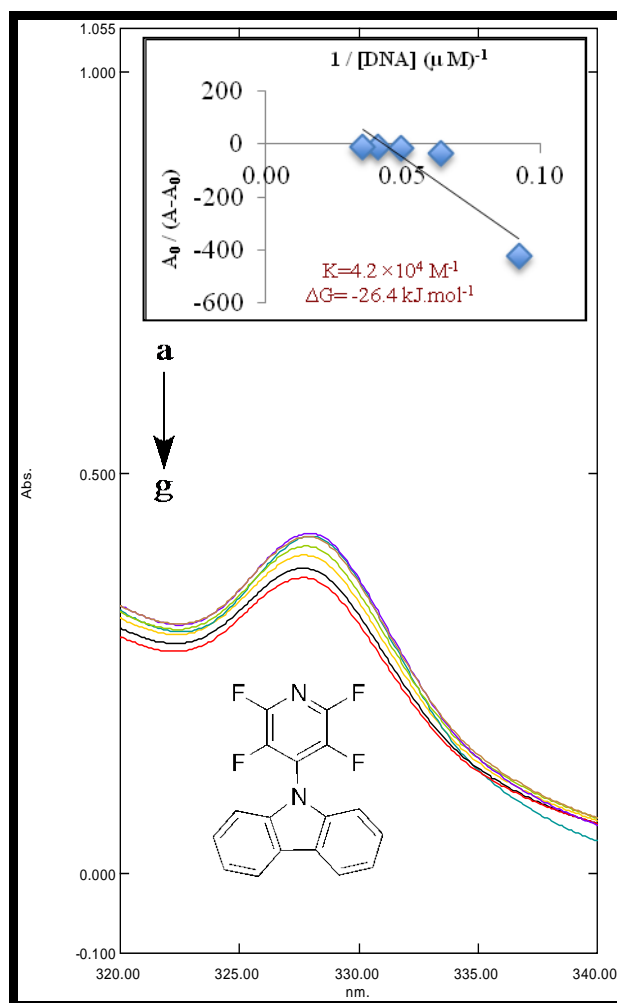 1.055
1.000
1 / [DNA] (μ M)⁻¹
200
0
-200
-400
-600
0.00
0.05
0.10
A₀ / (A-A₀)
K=4.2 ×10⁴ M⁻¹
ΔG= -26.4 kJ.mol⁻¹
a
g
0.500
Abs.
F N F
F F
N
0.000
-0.100
320.00 325.00 330.00 335.00 340.00
nm.